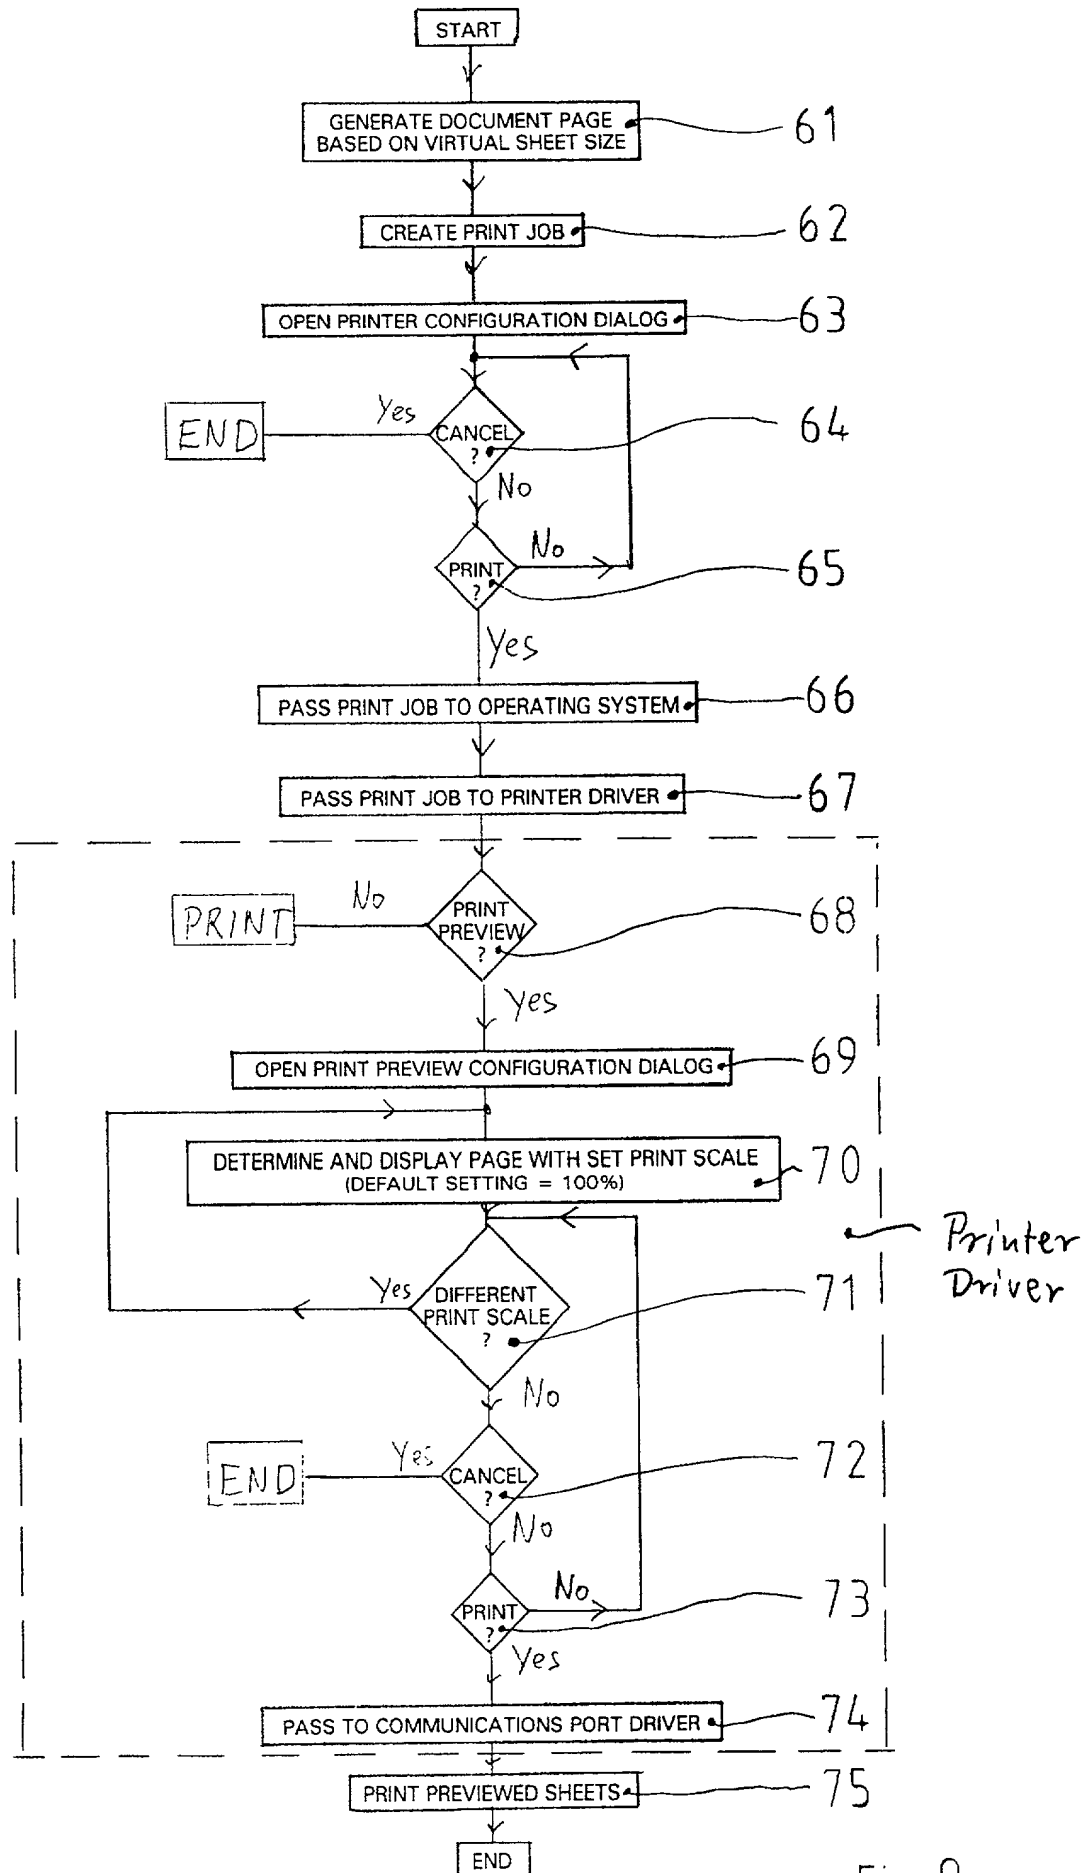 START
GENERATE DOCUMENT PAGE
BASED ON VIRTUAL SHEET SIZE
61
CREATE PRINT JOB
62
OPEN PRINTER CONFIGURATION DIALOG
63
END
Yes
CANCEL
?
64
No
PRINT
?
No
65
Yes
PASS PRINT JOB TO OPERATING SYSTEM
66
PASS PRINT JOB TO PRINTER DRIVER
67
PRINT
No
PRINT
PREVIEW
?
68
Yes
OPEN PRINT PREVIEW CONFIGURATION DIALOG
69
DETERMINE AND DISPLAY PAGE WITH SET PRINT SCALE
(DEFAULT SETTING = 100%)
70
Printer
Driver
Yes
DIFFERENT
PRINT SCALE
?
71
No
END
Yes
CANCEL
?
72
No
PRINT
?
No
73
Yes
PASS TO COMMUNICATIONS PORT DRIVER
74
PRINT PREVIEWED SHEETS
75
END